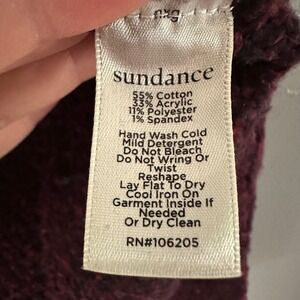 sundance
55% Cotton
33% Acrylic
11% Polyester
1% Spandex
Hand Wash Cold
Mild Detergent
Do Not Bleach
Do Not Wring Or
Twist
Reshape
Lay Flat To Dry
Cool Iron On
Garment Inside If
Needed
Or Dry Clean
RN#106205